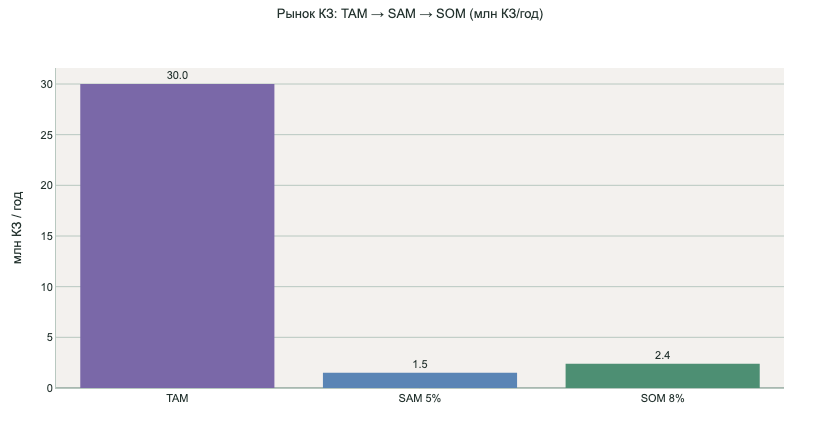 Рынок КЗ: TAM → SAM → SOM (млн КЗ/год)
млн КЗ / год
30
25
20
15
10
5
0
30.0
1.5
2.4
TAM
SAM 5%
SOM 8%